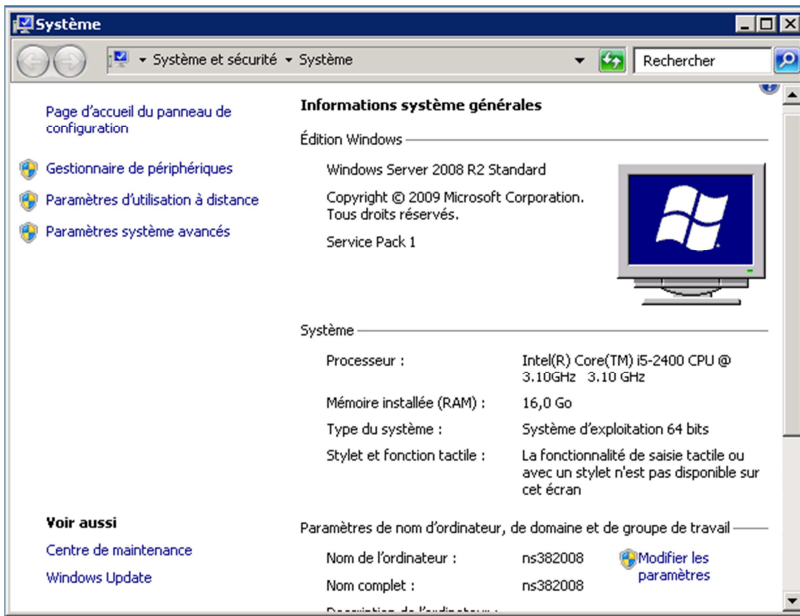 Système
Système et sécurité Système
Rechercher
Page d'accueil du panneau de
configuration
Gestionnaire de périphériques
Paramètres d'utilisation à distance
Paramètres système avancés
Voir aussi
Centre de maintenance
Windows Update
Informations système générales
Édition Windows
Windows Server 2008 R2 Standard
Copyright © 2009 Microsoft Corporation.
Tous droits réservés.
Service Pack 1
Système
Processeur : Intel(R) Core(TM) i5-2400 CPU @
3.10GHz 3.10 GHz
Mémoire installée (RAM) : 16,0 Go
Type du système : Système d'exploitation 64 bits
Stylet et fonction tactile : La fonctionnalité de saisie tactile ou
avec un stylet n'est pas disponible sur
cet écran
Paramètres de nom d'ordinateur, de domaine et de groupe de travail
Nom de l'ordinateur : ns382008
Modifier les
paramètres
Nom complet : ns382008